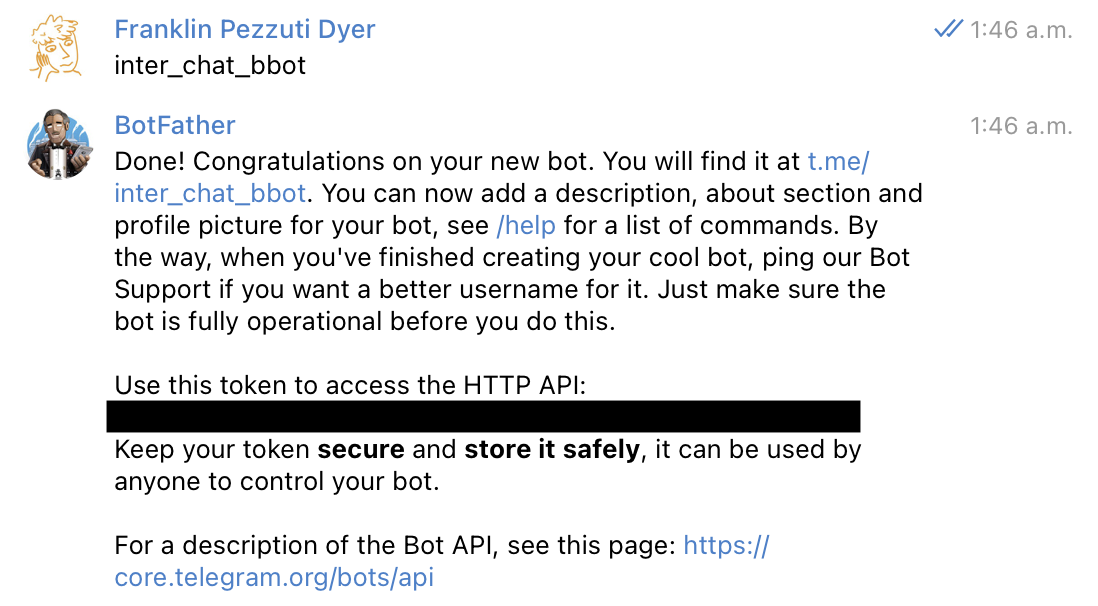 Franklin Pezzuti Dyer
1:46 a.m.
inter_chat_bbot
BotFather
1:46 a.m.
Done! Congratulations on your new bot. You will find it at t.me/
inter_chat_bbot. You can now add a description, about section and
profile picture for your bot, see /help for a list of commands. By
the way, when you've finished creating your cool bot, ping our Bot
Support if you want a better username for it. Just make sure the
bot is fully operational before you do this.
Use this token to access the HTTP API:
Keep your token secure and store it safely, it can be used by
anyone to control your bot.
For a description of the Bot API, see this page: https://
core.telegram.org/bots/api